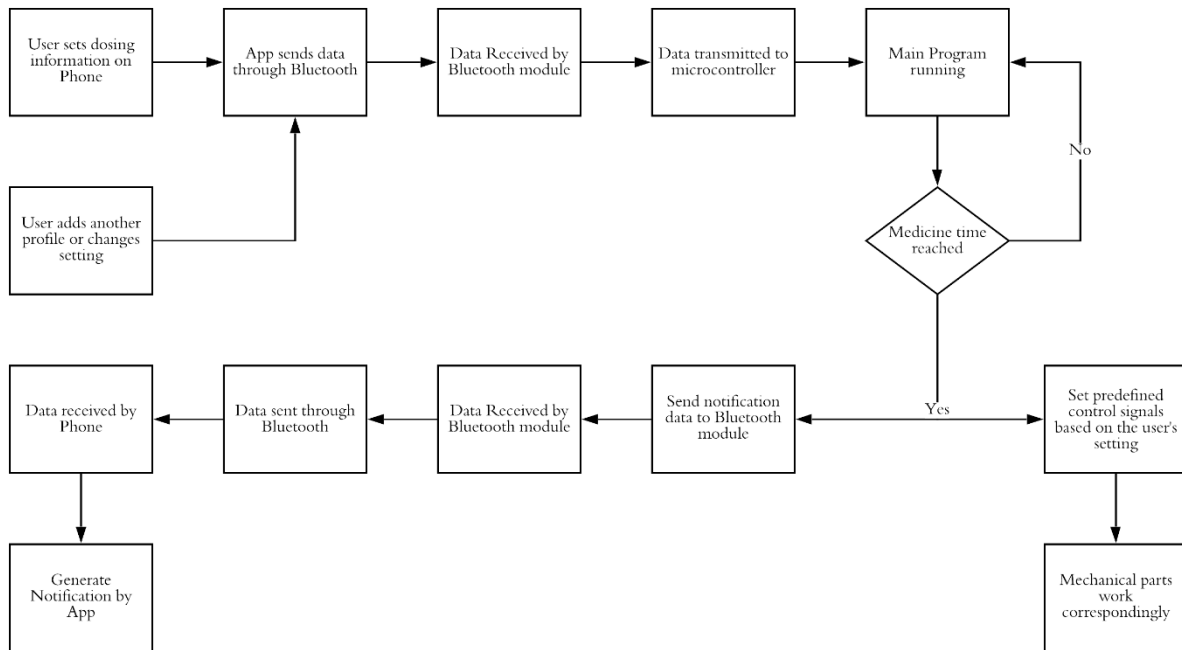 User sets dosing
information on
Phone
App sends data
through Bluetooth
Data Received by
Bluetooth module
Data transmitted to
microcontroller
Main Program
running
No
User adds another
profile or changes
setting
Medicine time
reached
Yes
Data received by
Phone
Data sent through
Bluetooth
Data Received by
Bluetooth module
Send notification
data to Bluetooth
module
Set predefined
control signals
based on the user's
setting
Generate
Notification by
App
Mechanical parts
work
correspondingly